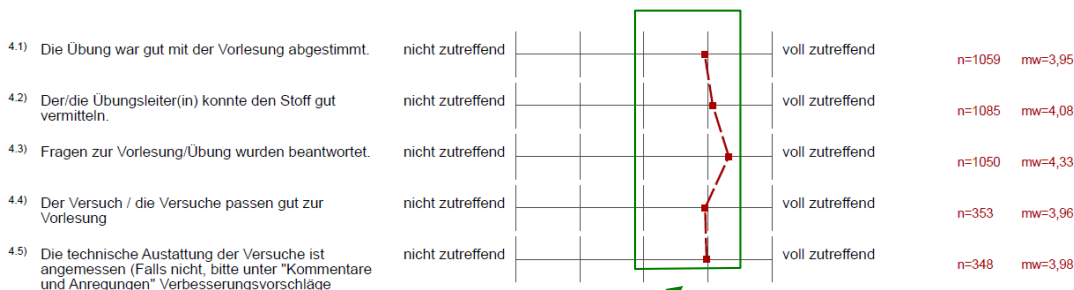 4.1) Die Übung war gut mit der Vorlesung abgestimmt. nicht zutreffend voll zutreffend n=1059 mw=3,95
4.2) Der/die Übungsleiter(in) konnte den Stoff gut nicht zutreffend voll zutreffend n=1085 mw=4,08
vermitteln.
4.3) Fragen zur Vorlesung/Übung wurden beantwortet. nicht zutreffend voll zutreffend n=1050 mw=4,33
4.4) Der Versuch / die Versuche passen gut zur nicht zutreffend voll zutreffend n=353 mw=3,96
Vorlesung
4.5) Die technische Austattung der Versuche ist nicht zutreffend voll zutreffend n=348 mw=3,98
angemessen (Falls nicht, bitte unter "Kommentare
und Anregungen" Verbesserungsvorschläge